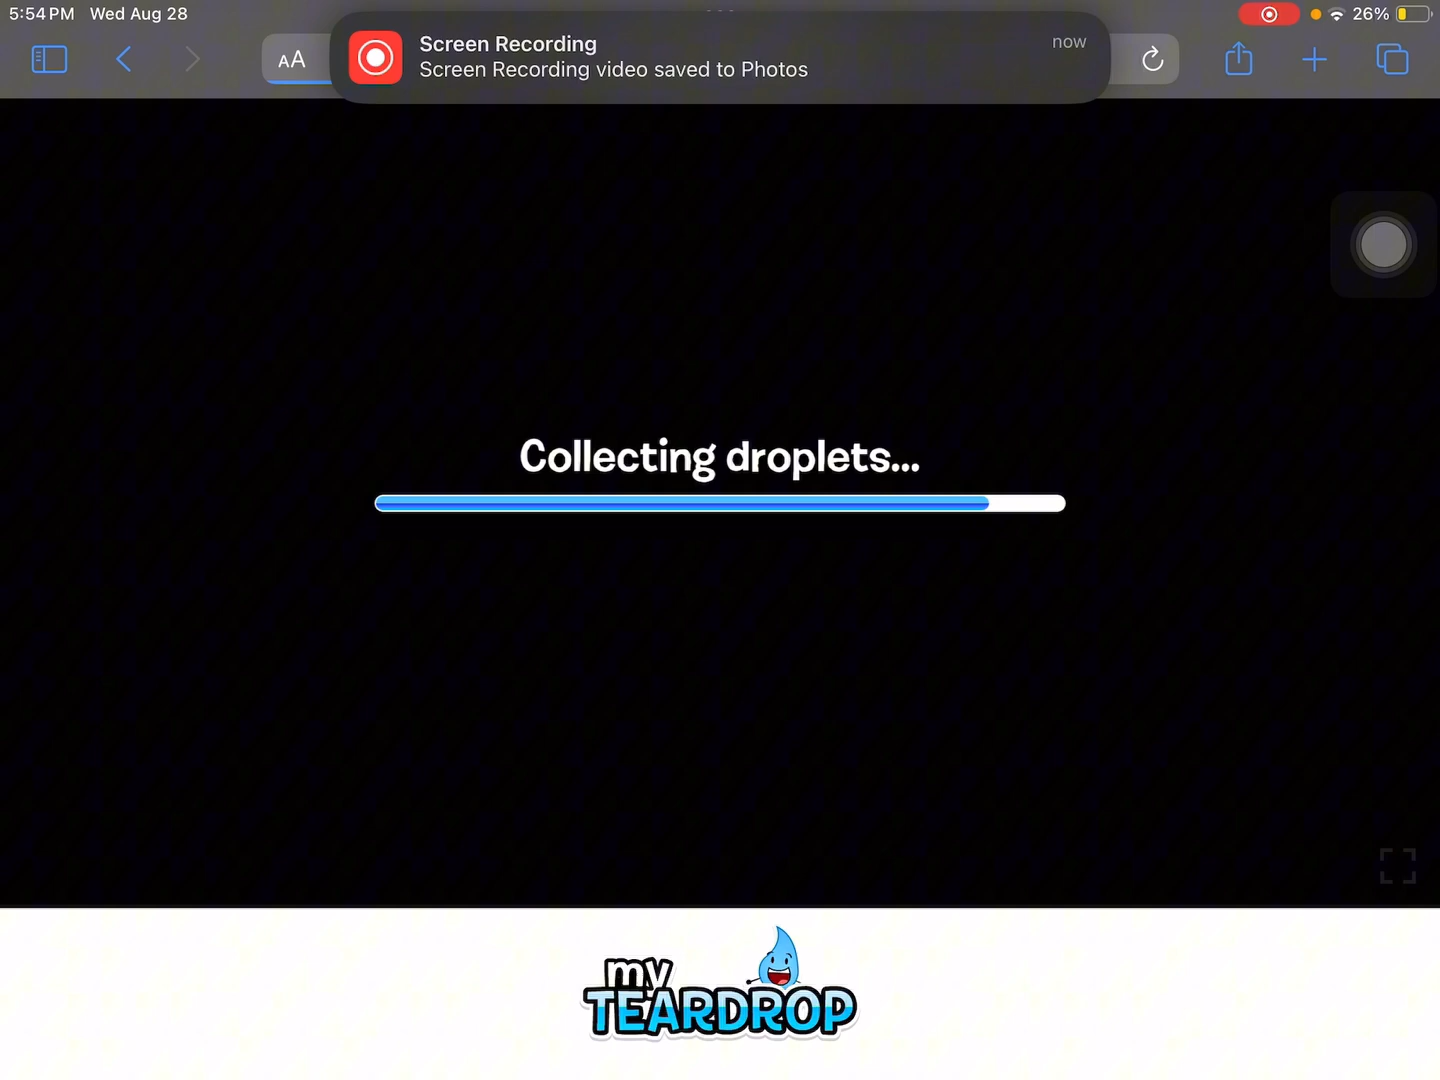 5:54 PM Wed Aug 28
26%
AA
Screen Recording
now
Screen Recording video saved to Photos
Collecting droplets...
my
TEARDROP